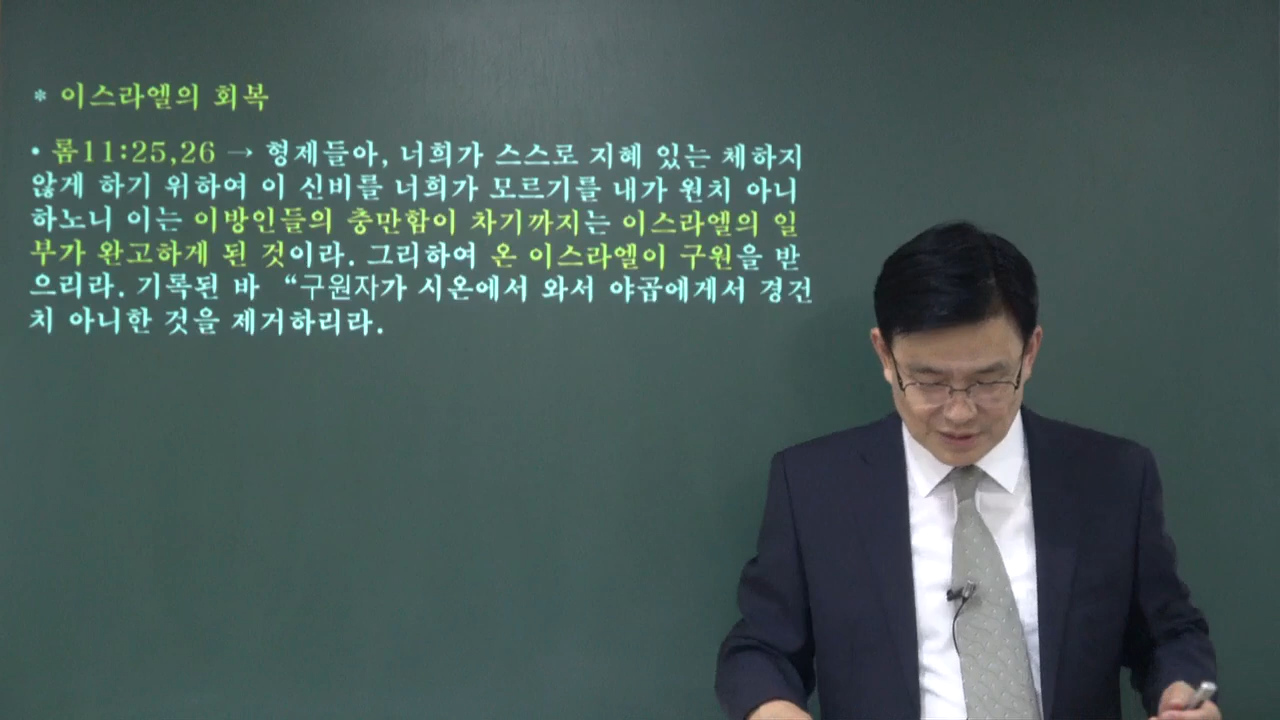 * 이스라엘의 회복
• 롬11:25,26 → 형제들아, 너희가 스스로 지혜 있는 체하지
않게 하기 위하여 이 신비를 너희가 모르기를 내가 원치 아니
하노니 이는 이방인들의 충만함이 차기까지는 이스라엘의 일
부가 완고하게 된 것이라. 그리하여 온 이스라엘이 구원을 받
으리라. 기록된 바 “구원자가 시온에서 와서 야곱에게서 경건
치 아니한 것을 제거하리라.